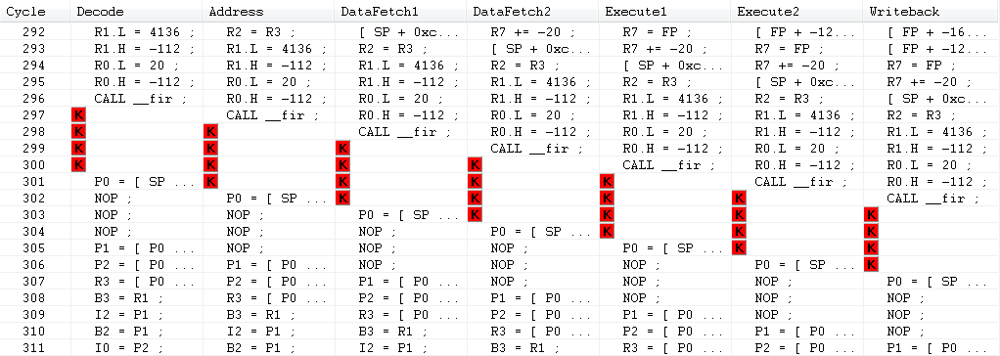 Cycle Decode Address DataFetch1 DataFetch2 Execute1 Execute2 Writeback
292 R1.L = 4136 ; R2 = R3 ; [ SP + 0xc... R7 += -20 ; R7 = FP ; [ FP + -12... [ FP + -16...
293 R1.H = -112 ; R1.L = 4136 ; R2 = R3 ; [ SP + 0xc... R7 += -20 ; R7 = FP ; [ FP + -12...
294 R0.L = 20 ; R1.H = -112 ; R1.L = 4136 ; R2 = R3 ; [ SP + 0xc... R7 += -20 ; R7 = FP ;
295 R0.H = -112 ; R0.L = 20 ; R1.H = -112 ; R1.L = 4136 ; R2 = R3 ; [ SP + 0xc... R7 += -20 ;
296 CALL __fir ; R0.H = -112 ; R0.L = 20 ; R1.H = -112 ; R1.L = 4136 ; R2 = R3 ; [ SP + 0xc...
297 K CALL __fir ; R0.H = -112 ; R0.L = 20 ; R1.H = -112 ; R1.L = 4136 ; R2 = R3 ;
298 K K CALL __fir ; R0.H = -112 ; R0.L = 20 ; R1.H = -112 ; R1.L = 4136 ;
299 K K K CALL __fir ; R0.H = -112 ; R0.L = 20 ; R1.H = -112 ;
300 K K K K CALL __fir ; R0.H = -112 ; R0.L = 20 ;
301 P0 = [ SP ... K K K K CALL __fir ; R0.H = -112 ;
302 NOP ; P0 = [ SP ... K K K K CALL __fir ;
303 NOP ; NOP ; P0 = [ SP ... K K K K
304 NOP ; NOP ; NOP ; P0 = [ SP ... K K K
305 P1 = [ P0 ... NOP ; NOP ; NOP ; P0 = [ SP ... K K
306 P2 = [ P0 ... P1 = [ P0 ... NOP ; NOP ; NOP ; P0 = [ SP ... K
307 R3 = [ P0 ... P2 = [ P0 ... P1 = [ P0 ... NOP ; NOP ; NOP ; P0 = [ SP ...
308 B3 = R1 ; R3 = [ P0 ... P2 = [ P0 ... P1 = [ P0 ... NOP ; NOP ; NOP ;
309 I2 = P1 ; B3 = R1 ; R3 = [ P0 ... P2 = [ P0 ... P1 = [ P0 ... NOP ; NOP ;
310 B2 = P1 ; I2 = P1 ; B3 = R1 ; R3 = [ P0 ... P2 = [ P0 ... P1 = [ P0 ... NOP ;
311 I0 = P2 ; B2 = P1 ; I2 = P1 ; B3 = R1 ; R3 = [ P0 ... P2 = [ P0 ... P1 = [ P0 ...